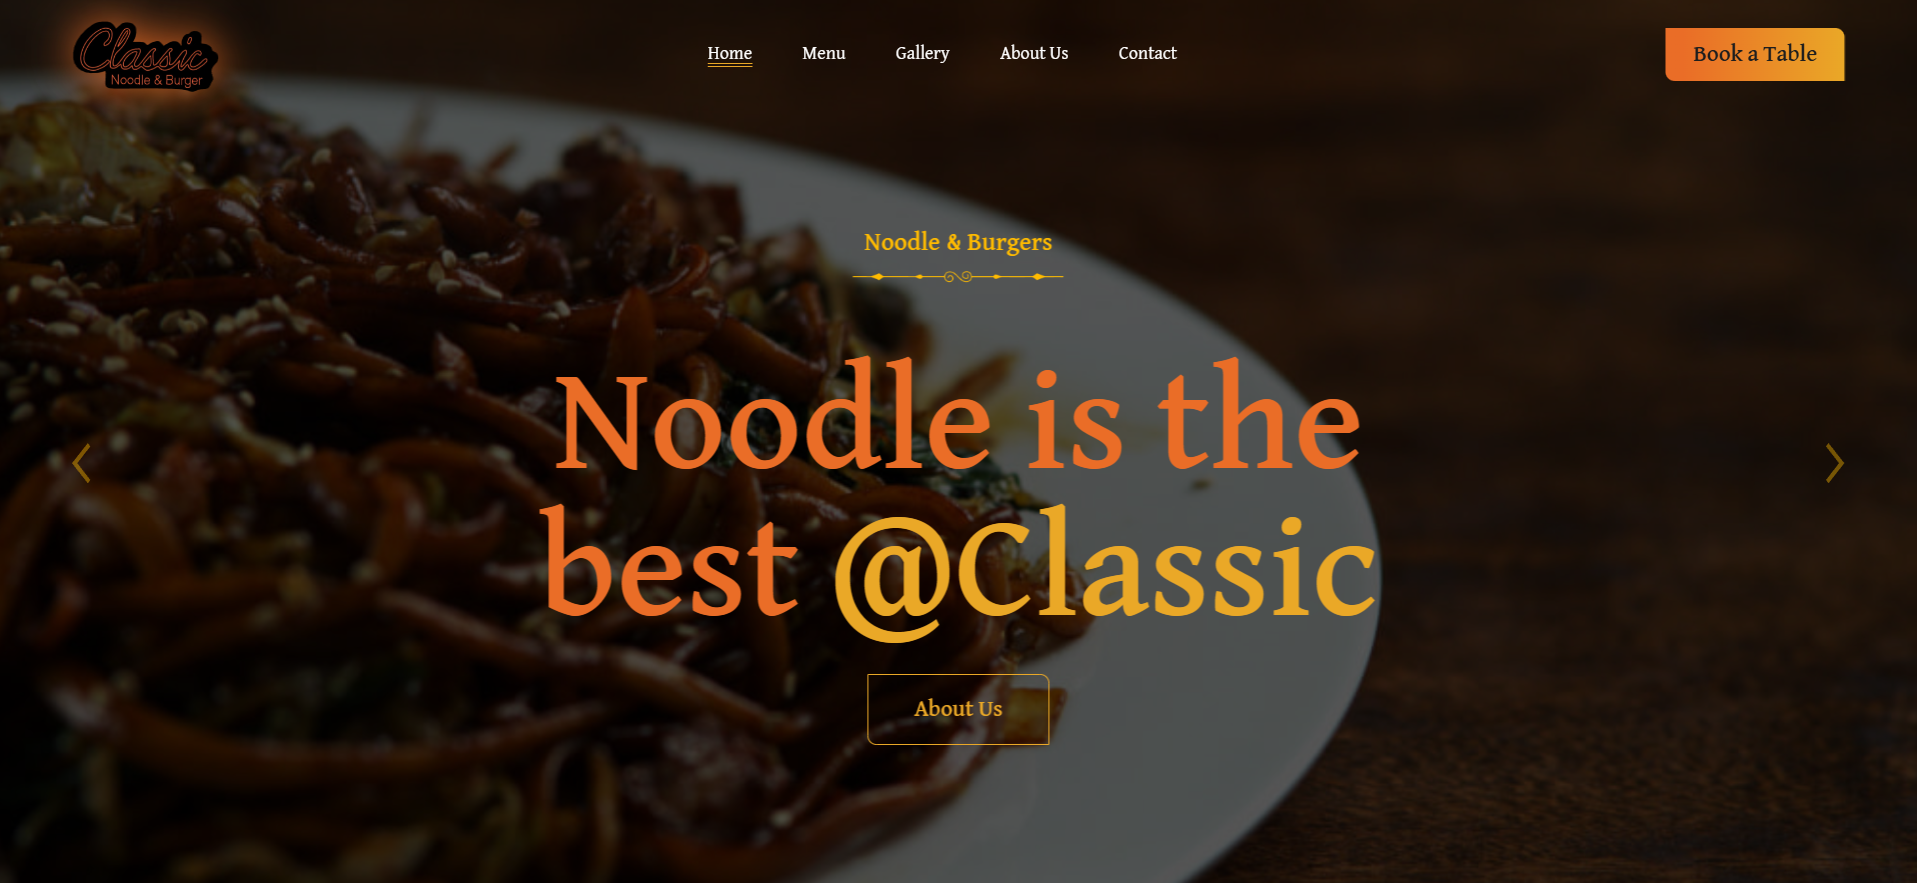 Classic
Noodle & Burger
Home
Menu
Gallery
About Us
Contact
Book a Table
Noodle & Burgers
Noodle is the
best @Classic
About Us